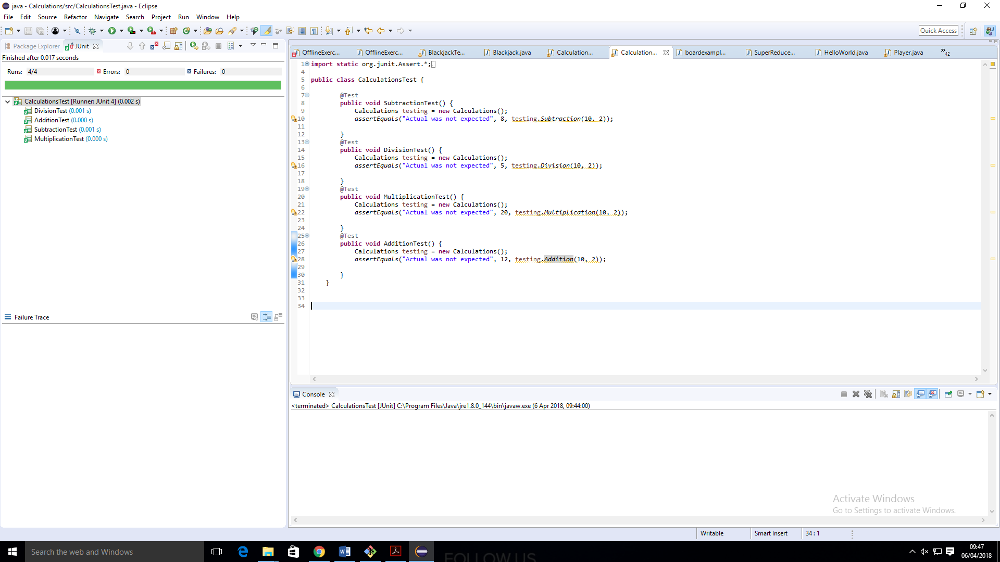 java - Calculations/src/CalculationsTest.java - Eclipse
File Edit Source Refactor Navigate Search Project Run Window Help
Quick Access
Package Explorer JUnit
Finished after 0.017 seconds
Runs: 4/4 Errors: 0 Failures: 0
CalculationsTest [Runner: JUnit 4] (0.002 s)
DivisionTest (0.001 s)
AdditionTest (0.000 s)
SubtractionTest (0.001 s)
MultiplicationTest (0.000 s)
Failure Trace
OfflineExerc... OfflineExerc... BlackjackTe... Blackjack.java Calculation... Calculation... boardexampl... SuperReduce... HelloWorld.java Player.java »42
1 import static org.junit.Assert.*;
4
5 public class CalculationsTest {
6
7 @Test
8 public void SubtractionTest() {
9 Calculations testing = new Calculations();
10 assertEquals("Actual was not expected", 8, testing.Subtraction(10, 2));
11
12 }
13 @Test
14 public void DivisionTest() {
15 Calculations testing = new Calculations();
16 assertEquals("Actual was not expected", 5, testing.Division(10, 2));
17
18 }
19 @Test
20 public void MultiplicationTest() {
21 Calculations testing = new Calculations();
22 assertEquals("Actual was not expected", 20, testing.Multiplication(10, 2));
23
24 }
25 @Test
26 public void AdditionTest() {
27 Calculations testing = new Calculations();
28 assertEquals("Actual was not expected", 12, testing.Addition(10, 2));
29
30 }
31 }
32
33
34
Console
<terminated> CalculationsTest [JUnit] C:\Program Files\Java\jre1.8.0_144\bin\javaw.exe (6 Apr 2018, 09:44:00)
Activate Windows
Go to Settings to activate Windows.
Writable Smart Insert 34 : 1
Search the web and Windows
FOLLOW US
09:47
06/04/2018